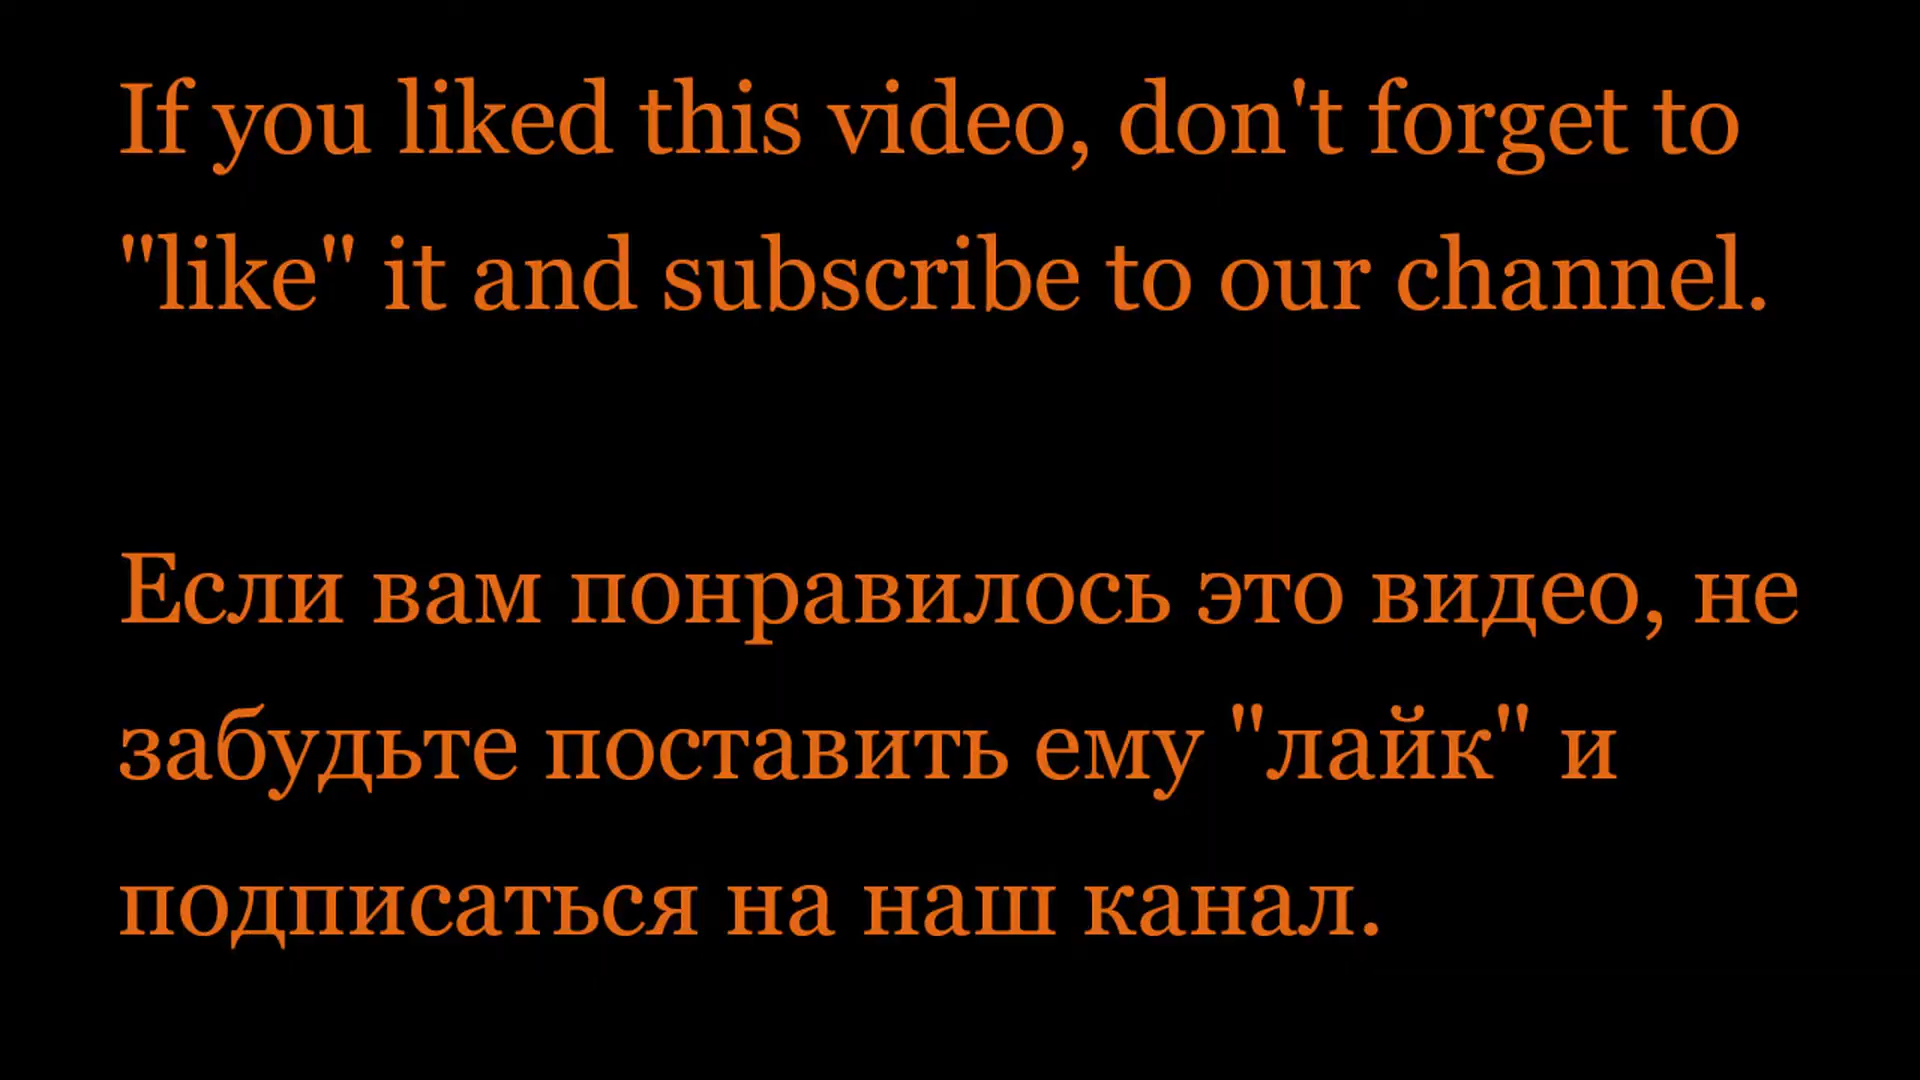 If you liked this video, don't forget to
"like" it and subscribe to our channel.
Если вам понравилось это видео, не
забудьте поставить ему "лайк" и
подписаться на наш канал.